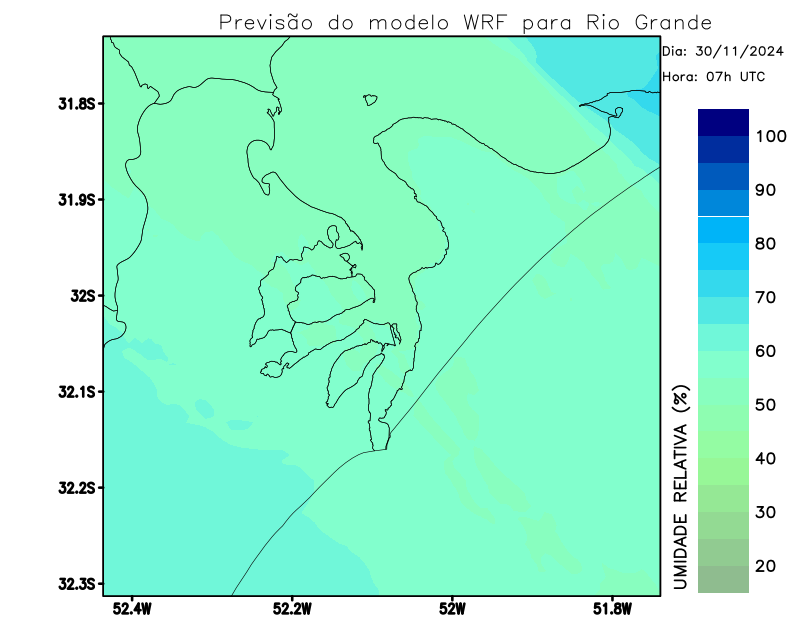 Previsão do modelo WRF para Rio Grande
Dia: 30/11/2024
Hora: 07h UTC
31.8S
31.9S
32S
32.1S
32.2S
32.3S
52.4W
52.2W
52W
51.8W
UMIDADE RELATIVA (%)
100
90
80
70
60
50
40
30
20